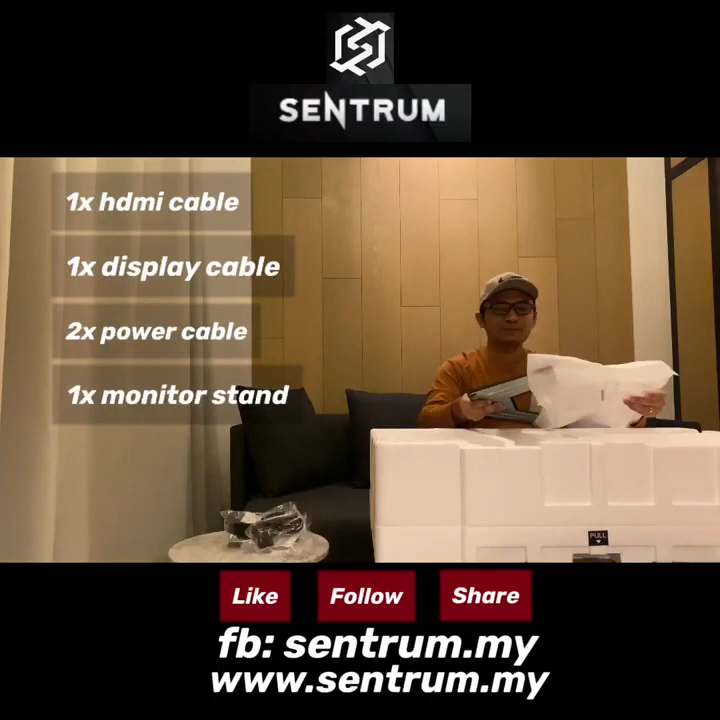 SENTRUM
1x hdmi cable
1x display cable
2x power cable
1x monitor stand
PULL
Like Follow Share
fb: sentrum.my
www.sentrum.my